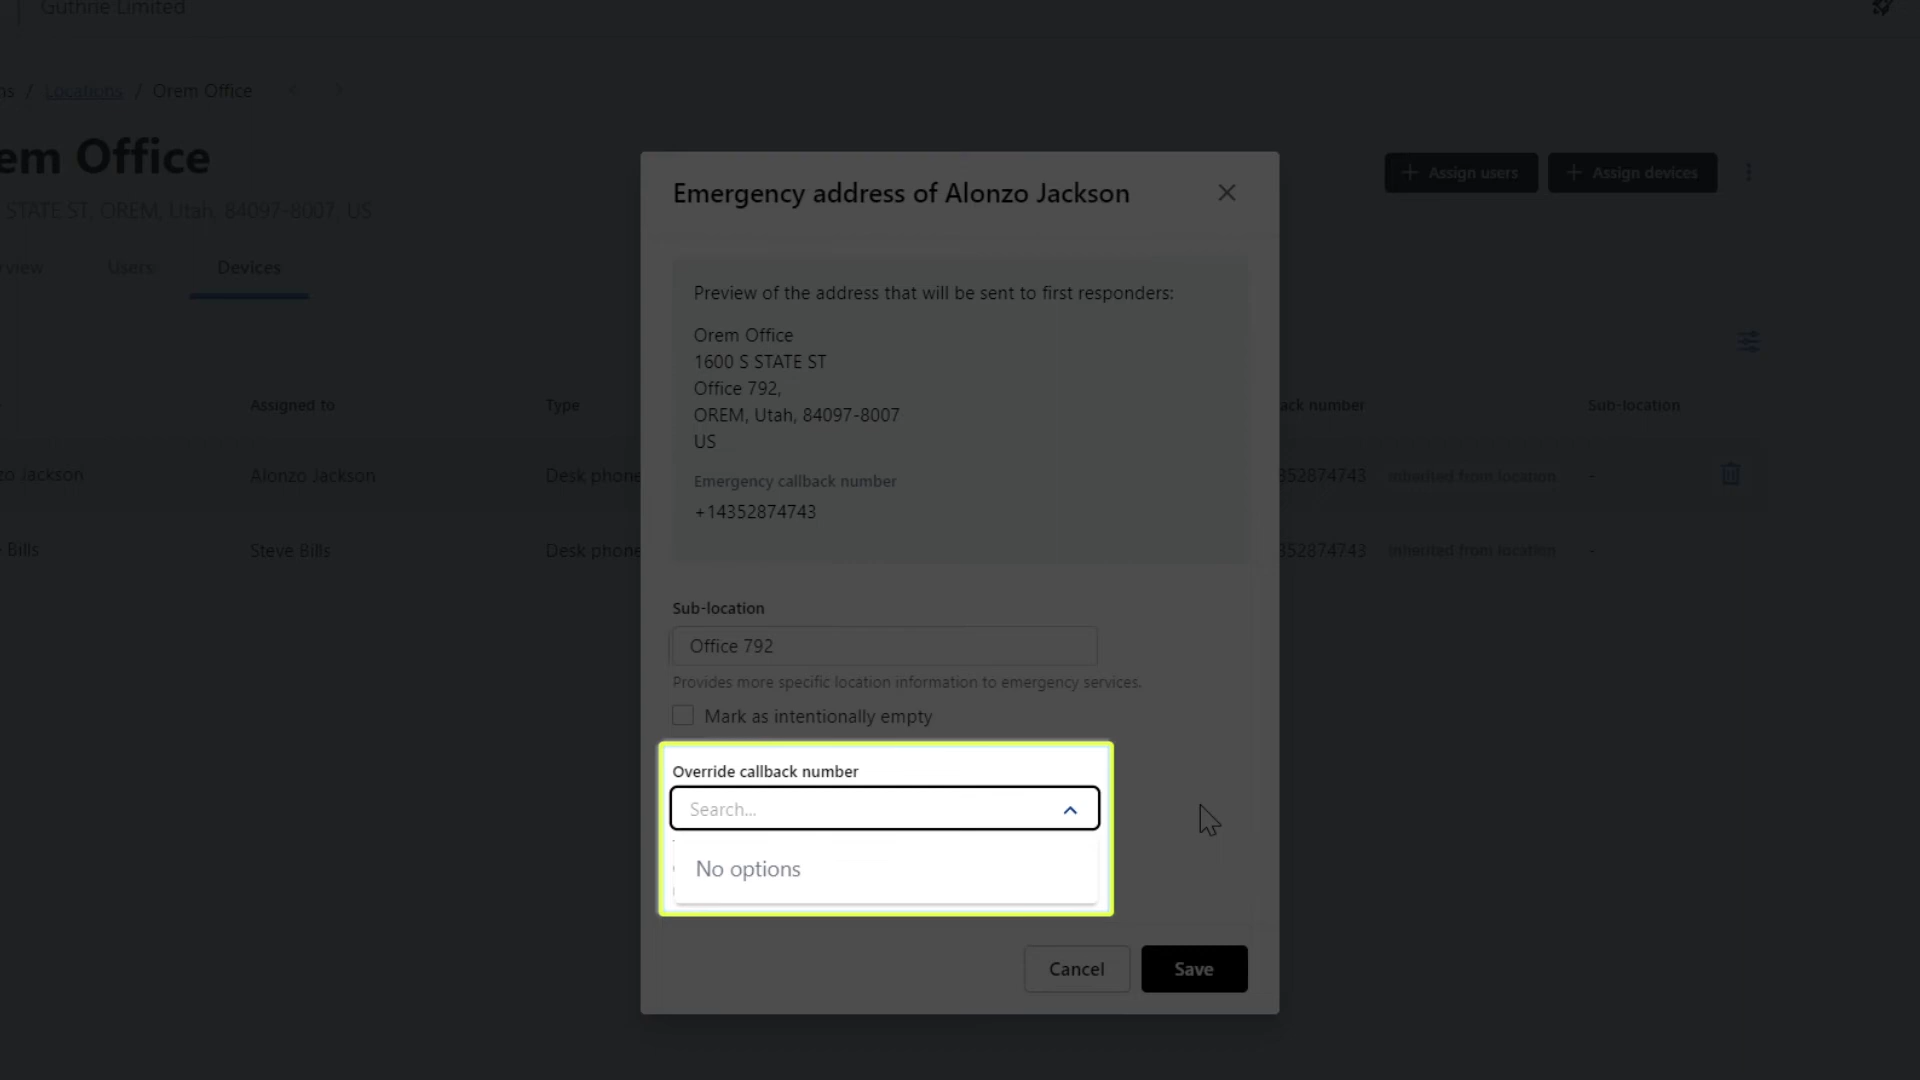 Guthrie Limited
/ Locations / Orem Office
Office
STATE ST, OREM, Utah, 84097-8007, US
Assign users
Assign devices
Users
Devices
Emergency address of Alonzo Jackson
Preview of the address that will be sent to first responders:
Orem Office
1600 S STATE ST
Office 792,
OREM, Utah, 84097-8007
US
Emergency callback number
+14352874743
Assigned to
Type
number
Sub-location
Jackson
Alonzo Jackson
Desk phone
352874743
Inherited from location
-
Bills
Steve Bills
Desk phone
352874743
Inherited from location
-
Sub-location
Office 792
Provides more specific location information to emergency services.
Mark as intentionally empty
Override callback number
Search...
No options
Cancel
Save